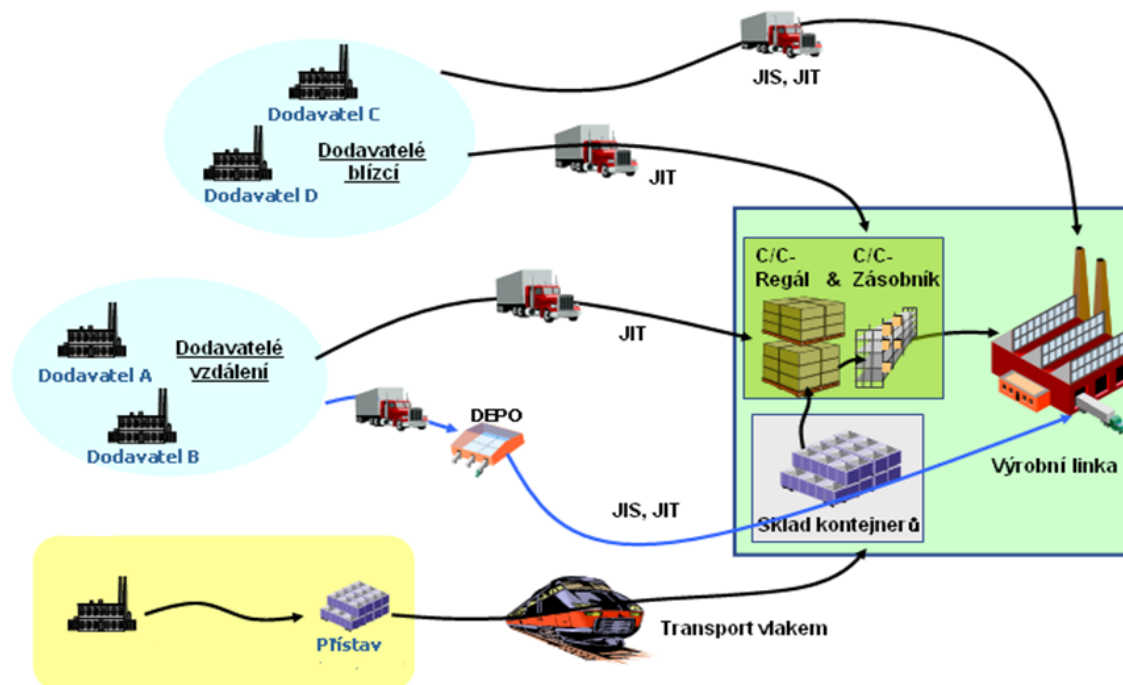 JIS, JIT
Dodavatel C
Dodavatelé
blízcí
Dodavatel D
JIT
C/C-
Regál
&
C/C-
Zásobník
JIT
Dodavatelé
vzdálení
Dodavatel A
Dodavatel B
DEPO
Výrobní linka
JIS, JIT
Sklad kontejnerů
Přístav
Transport vlakem